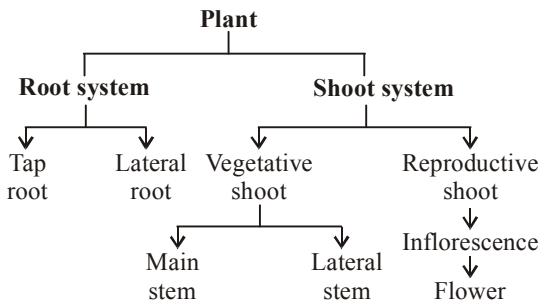 Plant
Root system
Shoot system
Tap
root
Lateral
root
Vegetative
shoot
Reproductive
shoot
Main
stem
Lateral
stem
Inflorescence
Flower